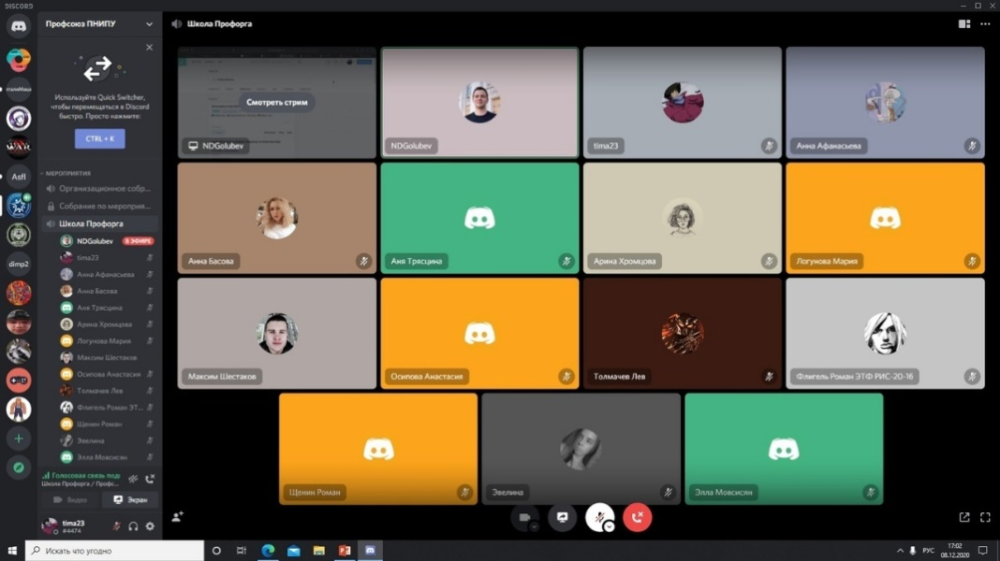 DISCORD
Профсоюз ПНИПУ
Школа Профорга
Используйте Quick Switcher,
чтобы перемещаться в Discord
быстро. Просто нажмите:
CTRL + K
МЕРОПРИЯТИЯ
Организационное собр...
Собрание по мероприя...
Школа Профорга
NDGolubev
В ЭФИРЕ
tima23
Анна Афанасьева
Анна Басова
Аня Трясцина
Арина Хромцова
Логунова Мария
Максим Шестаков
Осипова Анастасия
Толмачев Лев
Флигель Роман ЭТ...
Щенин Роман
Эвелина
Элла Мовсисян
Голосовая связь под
Школа Профорга / Профс...
Видео
Экран
tima23
#4474
WAR
Asfl
dimp2
Смотреть стрим
NDGolubev
NDGolubev
tima23
Анна Афанасьева
Анна Басова
Аня Трясцина
Арина Хромцова
Логунова Мария
Максим Шестаков
Осипова Анастасия
Толмачев Лев
Флигель Роман ЭТФ РИС-20-16
Щенин Роман
Эвелина
Элла Мовсисян
Искать что угодно
РУС
17:02
08.12.2020